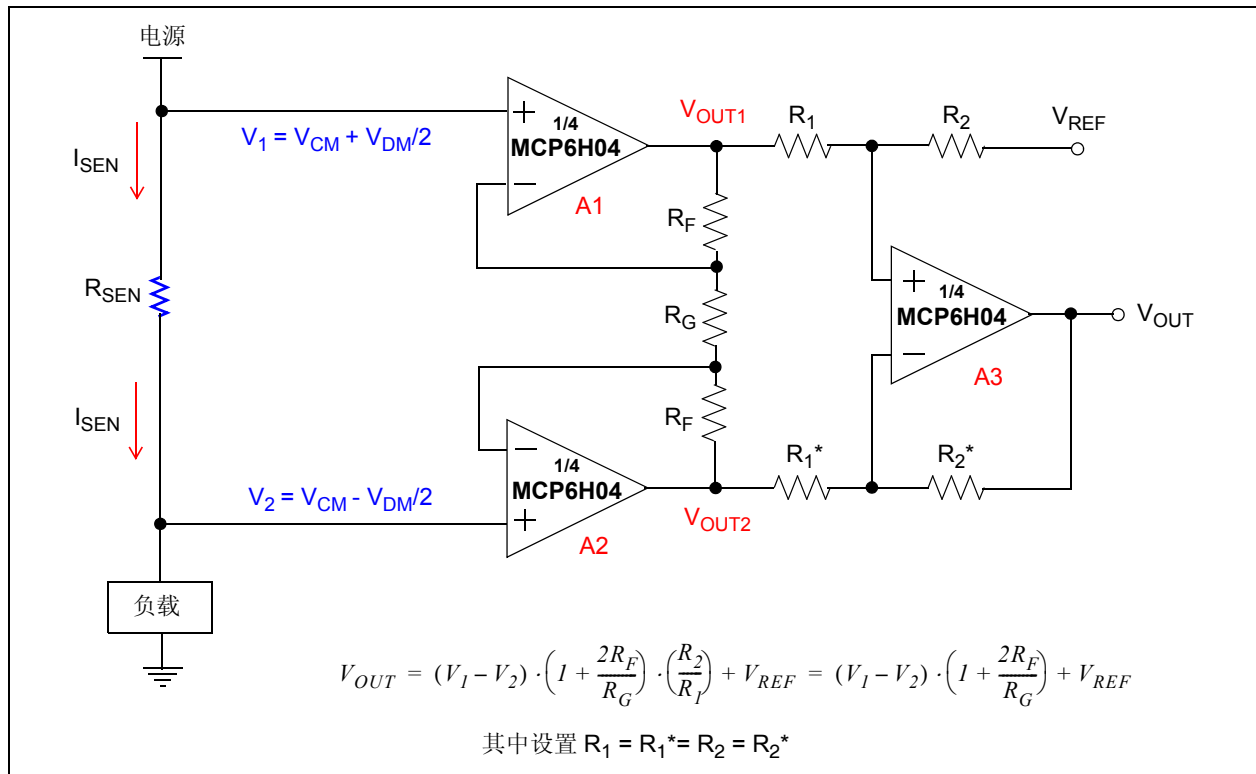 电源
V1 = VCM + VDM/2
ISEN
RSEN
ISEN
V2 = VCM - VDM/2
负载
+
1/4
MCP6H04
−
A1
VOUT1
R1
R2
VREF
RF
RG
RF
+
1/4
MCP6H04
−
A3
VOUT
−
1/4
MCP6H04
+
A2
VOUT2
R1*
R2*
VOUT = (V1 – V2) · (1 + 2RF/RG) · (R2/R1) + VREF = (V1 – V2) · (1 + 2RF/RG) + VREF
其中设置 R1 = R1*= R2 = R2*